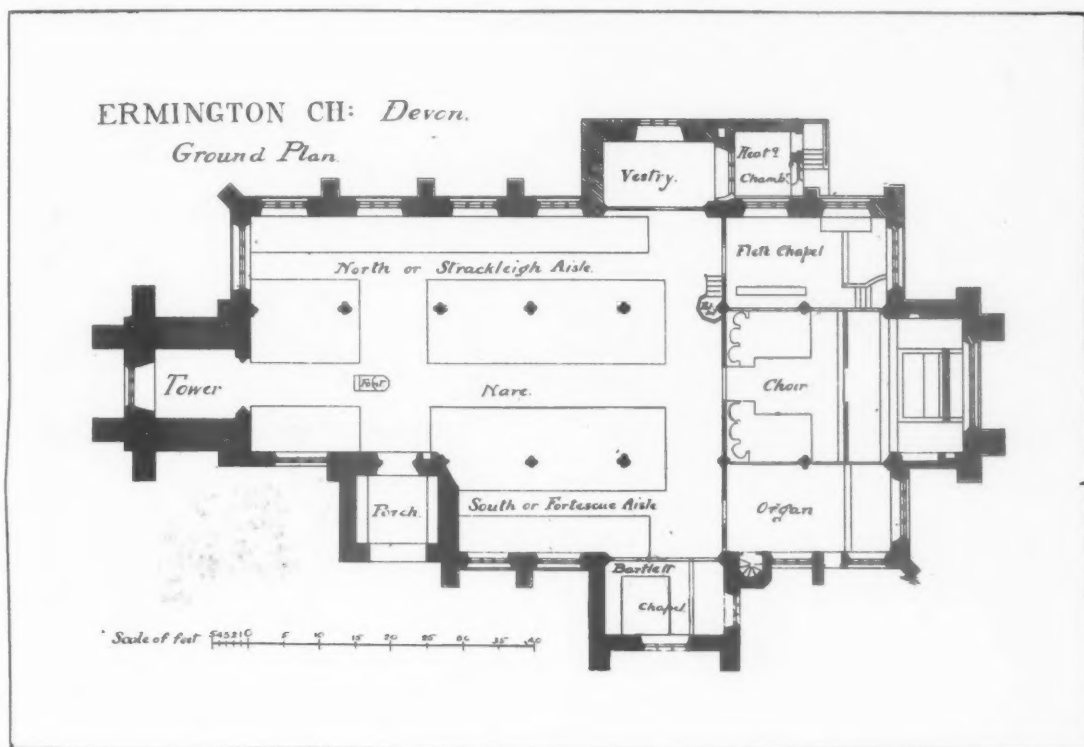 ERMINGTON CH: Devon.
Ground Plan.
Vestry.
Heatg
Chambr
Flett Chapel
North or Strackleigh Aisle.
Tower
Font
Nave.
Choir
Porch.
South or Fortescue Aisle
Organ
Bartlett
Chapel
Scale of feet 5 4 3 2 1 0 5 10 15 20 25 30 35 40